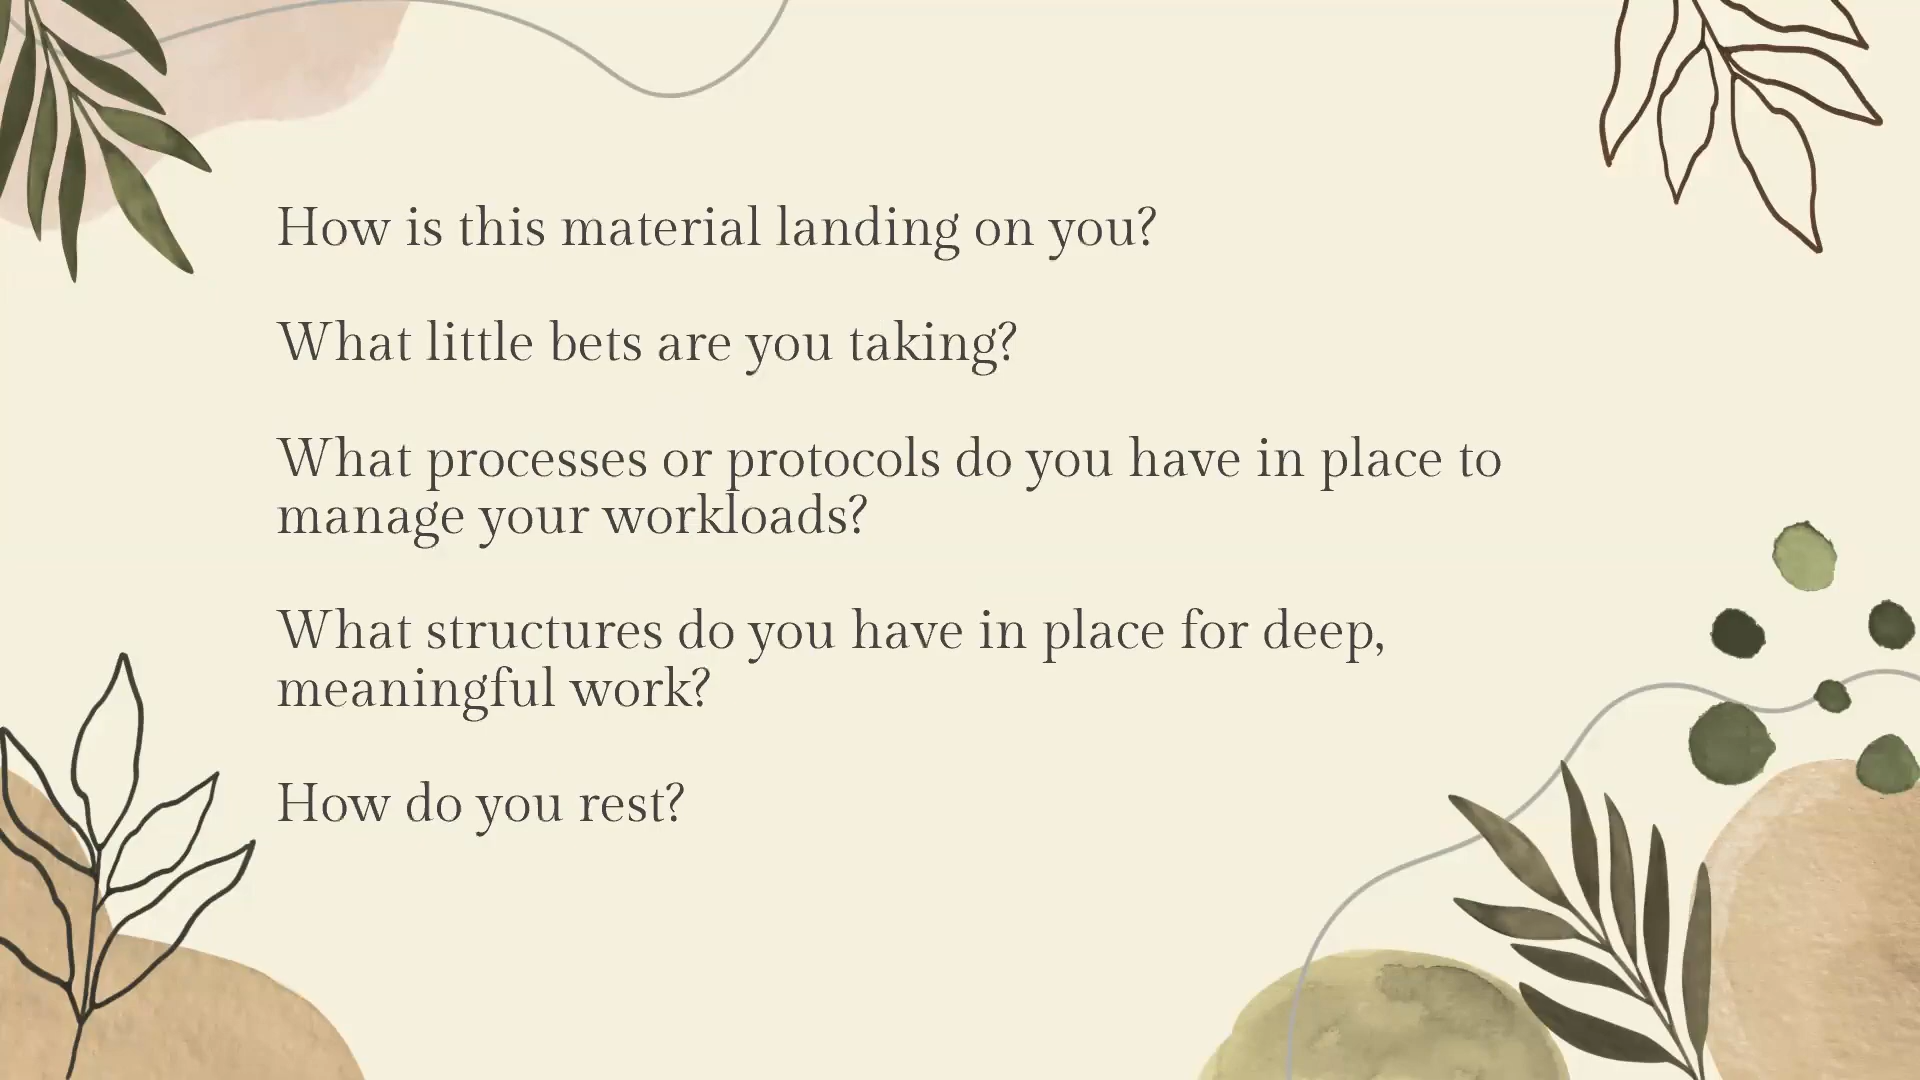 How is this material landing on you?
What little bets are you taking?
What processes or protocols do you have in place to
manage your workloads?
What structures do you have in place for deep,
meaningful work?
How do you rest?